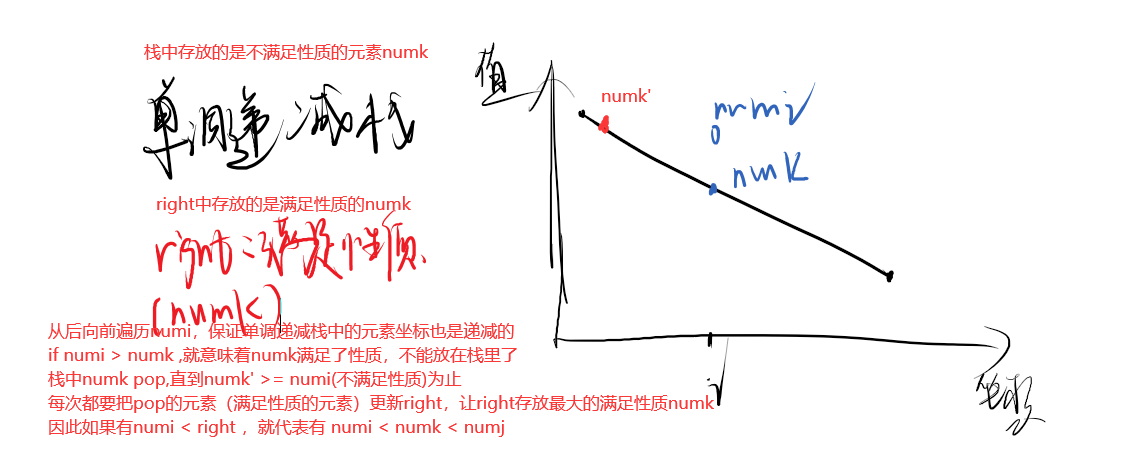 栈中存放的是不满足性质的元素numk
单调递减栈
right中存放的是满足性质的numk
right:满足性质
(numk)
从后向前遍历numi，保证单调递减栈中的元素坐标也是递减的
if numi > numk ,就意味着numk满足了性质，不能放在栈里了
栈中numk pop,直到numk' >= numi(不满足性质)为止
每次都要把pop的元素（满足性质的元素）更新right，让right存放最大的满足性质numk
因此如果有numi < right ，就代表有 numi < numk < numj
值
numk'
numi
numk
i
坐标